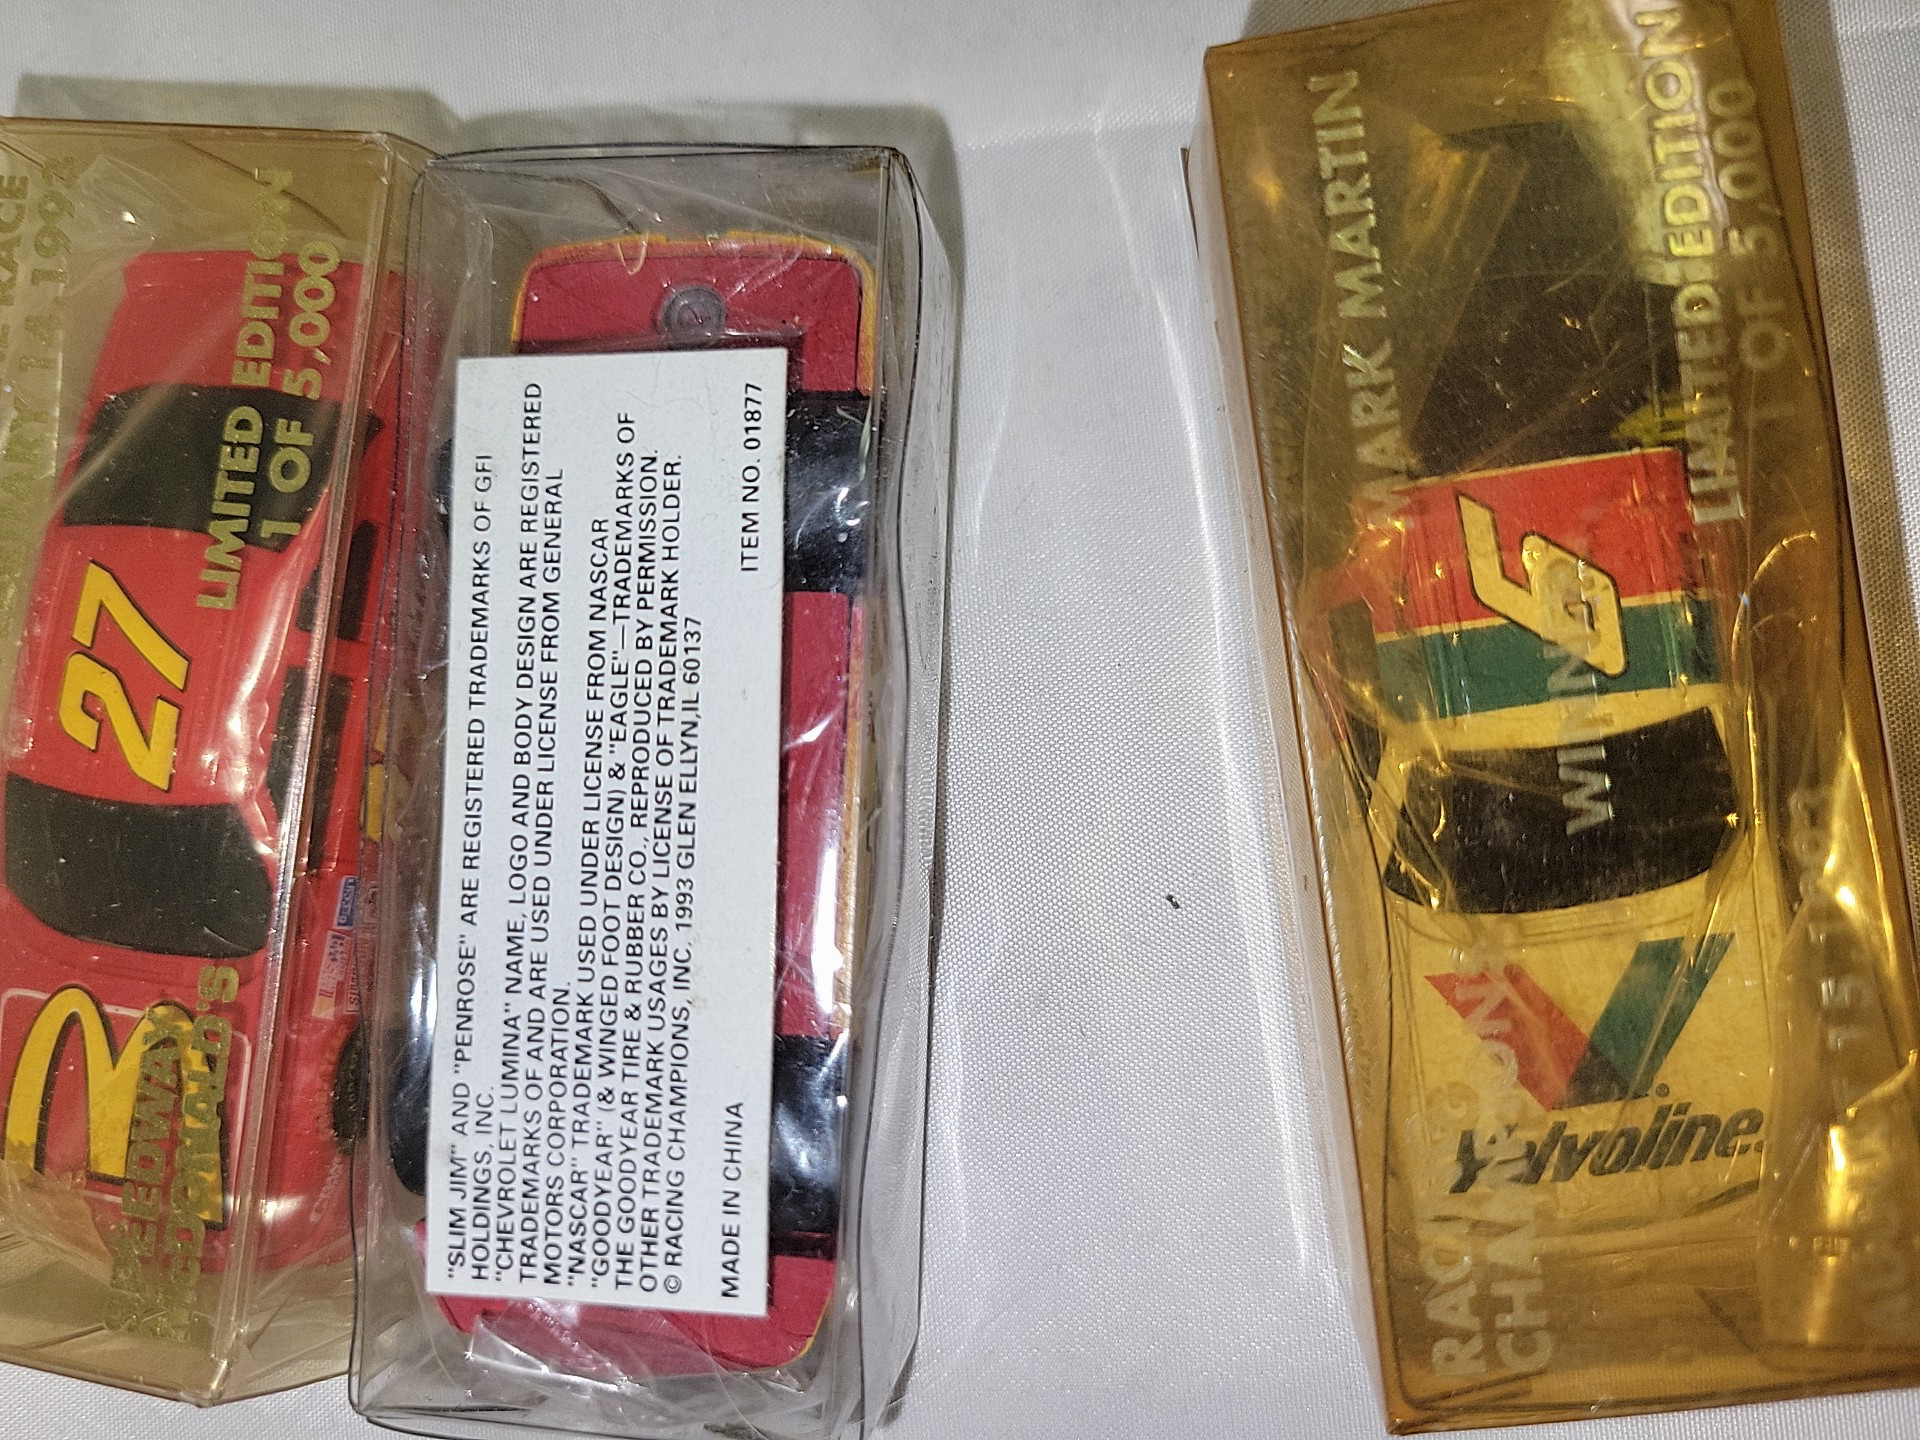 LIMITED EDITION
1 OF 5,000
27
SPEEDWAY
McDONALD'S
"SLIM JIM" AND "PENROSE" ARE REGISTERED TRADEMARKS OF GFI
HOLDINGS, INC.
"CHEVROLET LUMINA" NAME, LOGO AND BODY DESIGN ARE REGISTERED
TRADEMARKS OF AND ARE USED UNDER LICENSE FROM GENERAL
MOTORS CORPORATION.
"NASCAR" TRADEMARK USED UNDER LICENSE FROM NASCAR
"GOODYEAR" (& WINGED FOOT DESIGN) & "EAGLE"—TRADEMARKS OF
THE GOODYEAR TIRE & RUBBER CO., REPRODUCED BY PERMISSION.
OTHER TRADEMARK USAGES BY LICENSE OF TRADEMARK HOLDER.
© RACING CHAMPIONS, INC. 1993 GLEN ELLYN, IL 60137
MADE IN CHINA ITEM NO. 01877
MARK MARTIN
LIMITED EDITION
1 OF 5,000
6
Valvoline